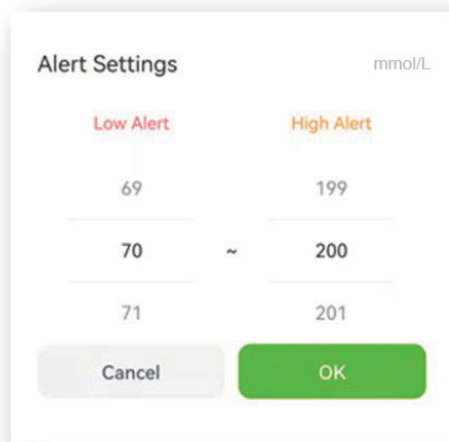 Alert Settings mmol/L
Low Alert High Alert
69 199
70 ~ 200
71 201
Cancel OK